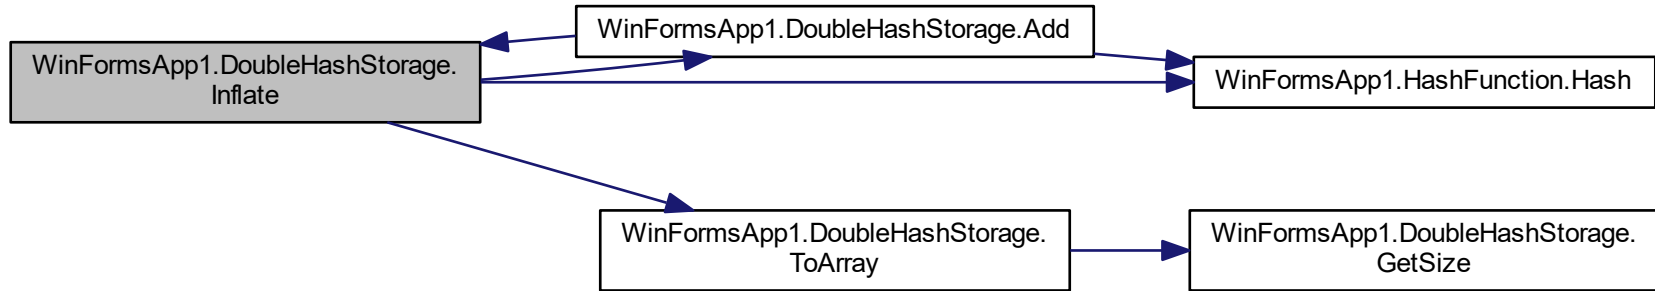 WinFormsApp1.DoubleHashStorage.
Inflate
WinFormsApp1.DoubleHashStorage.Add
WinFormsApp1.HashFunction.Hash
WinFormsApp1.DoubleHashStorage.
ToArray
WinFormsApp1.DoubleHashStorage.
GetSize